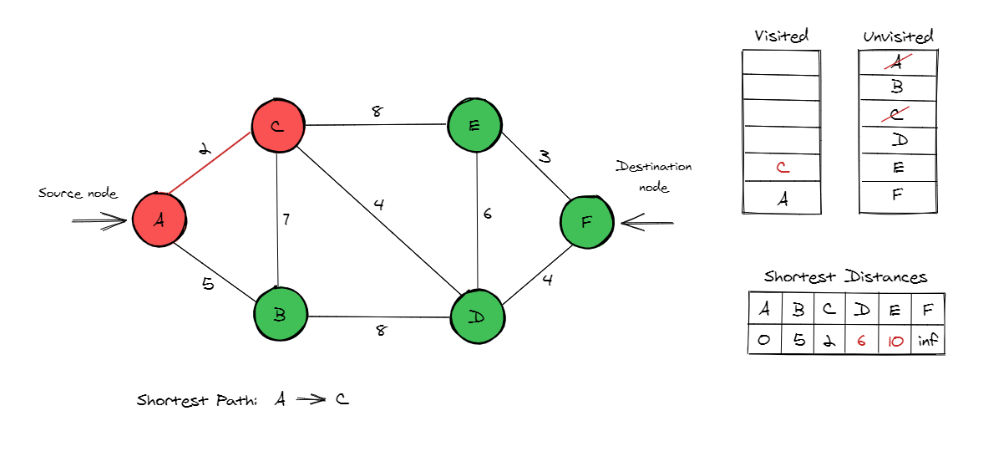 Visited
Unvisited
A
B
C
D
E
F
C
A
8
C
E
2
3
Destination
node
Source node
A
7
4
6
F
5
4
B
D
8
Shortest Distances
A B C D E F
0 5 2 6 10 inf
Shortest Path: A → C